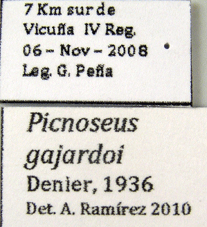 7 Km sur de
Vicuña IV Reg.
06 - Nov - 2008
Leg. G. Peña
Picnoseus
gajardoi
Denier, 1936
Det. A. Ramírez 2010